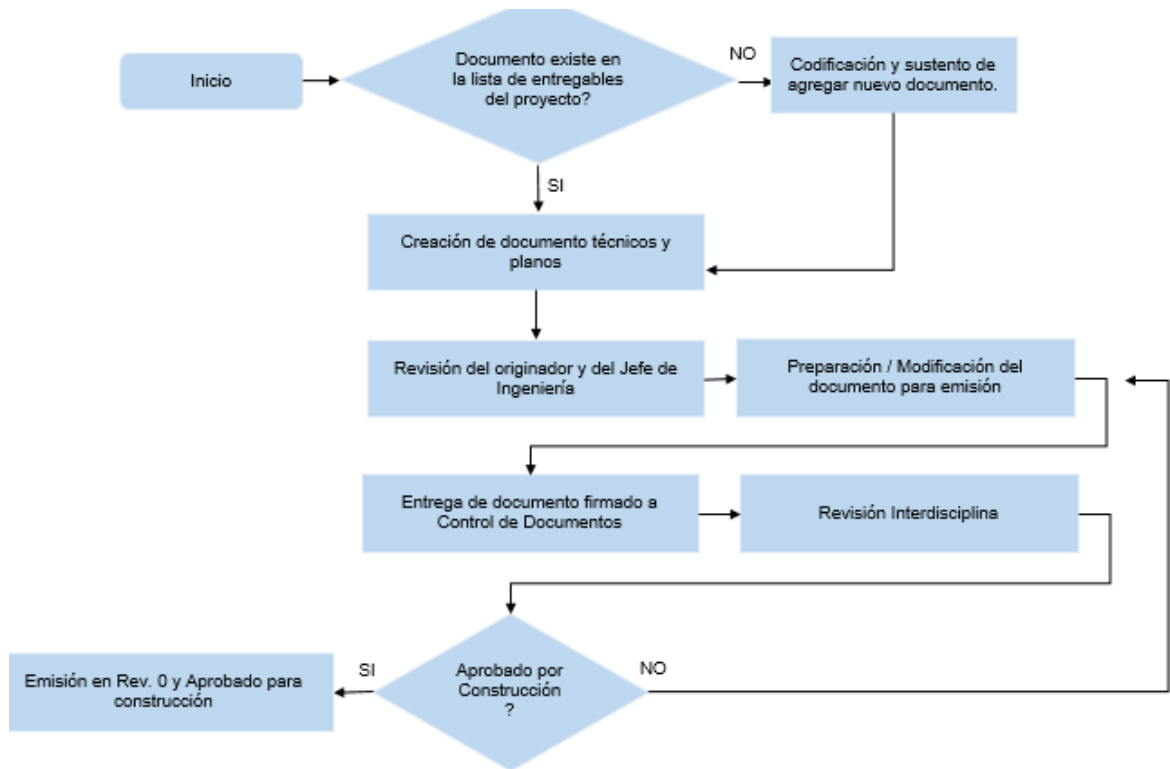 Inicio
Documento existe en
la lista de entregables
del proyecto?
NO
Codificación y sustento de
agregar nuevo documento.
SI
Creación de documento técnicos y
planos
Revisión del originador y del Jefe de
Ingeniería
Preparación / Modificación del
documento para emisión
Entrega de documento firmado a
Control de Documentos
Revisión Interdisciplina
Aprobado por
Construcción
?
SI
NO
Emisión en Rev. 0 y Aprobado para
construcción